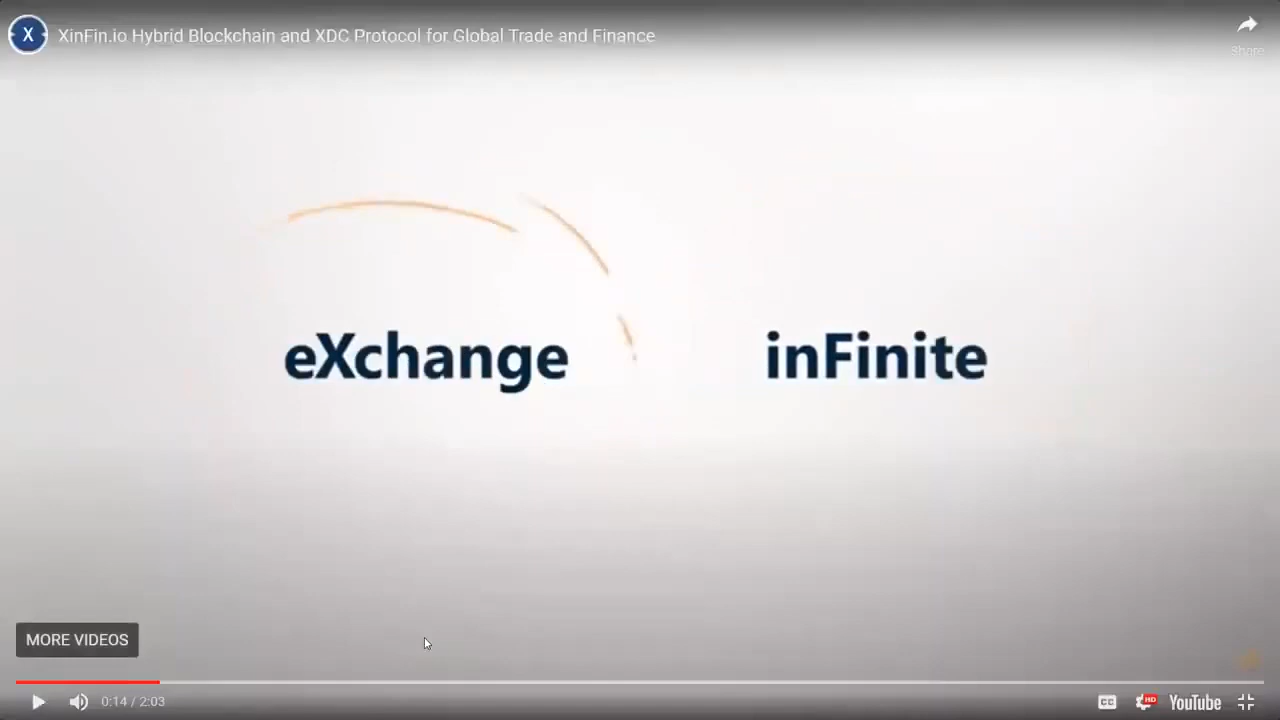 X
XinFin.io Hybrid Blockchain and XDC Protocol for Global Trade and Finance
Share
eXchange inFinite
MORE VIDEOS
0:14 / 2:03
CC
HD
YouTube